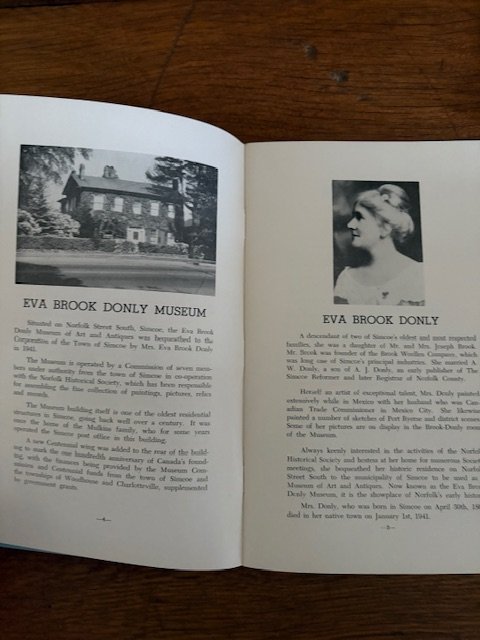 EVA BROOK DONLY MUSEUM
Situated on Norfolk Street South, Simcoe, the Eva Brook
Donly Museum of Art and Antiques was bequeathed to the
Corporation of the Town of Simcoe by Mrs. Eva Brook Donly
in 1941.
The Museum is operated by a Commission of seven mem-
bers under authority from the town of Simcoe in co-operation
with the Norfolk Historical Society, which has been responsible
for assembling the fine collection of paintings, pictures, relics
and records.
The Museum building itself is one of the oldest residential
structures in Simcoe, going back well over a century. It was
once the home of the Mulkins family, who for some years
operated the Simcoe post office in this building.
A new Centennial wing was added to the rear of the build-
ing to mark the one hundredth anniversary of Canada's found-
ing, with the finances being provided by the Museum Com-
mission and Centennial funds from the town of Simcoe and
the townships of Woodhouse and Charlotteville, supplemented
by government grants.
—4—
EVA BROOK DONLY
A descendant of two of Simcoe's oldest and most respected
families, she was a daughter of Mr. and Mrs. Joseph Brook.
Mr. Brook was founder of the Brook Woollen Company, which
was long one of Simcoe's principal industries. She married A.
W. Donly, a son of A. J. Donly, an early publisher of The
Simcoe Reformer and later Registrar of Norfolk County.
Herself an artist of exceptional talent, Mrs. Donly painted
extensively while in Mexico with her husband who was Cana-
dian Trade Commissioner in Mexico City. She likewise
painted a number of sketches of Port Ryerse and district scenes.
Some of her pictures are on display in the Brook-Donly room
of the Museum.
Always keenly interested in the activities of the Norfolk
Historical Society and hostess at her home for numerous Society
meetings, she bequeathed her historic residence on Norfolk
Street South to the municipality of Simcoe to be used as a
Museum of Art and Antiques. Now known as the Eva Brook
Donly Museum, it is the showplace of Norfolk's early history.
Mrs. Donly, who was born in Simcoe on April 30th,
died in her native town on January 1st, 1941.
—5—